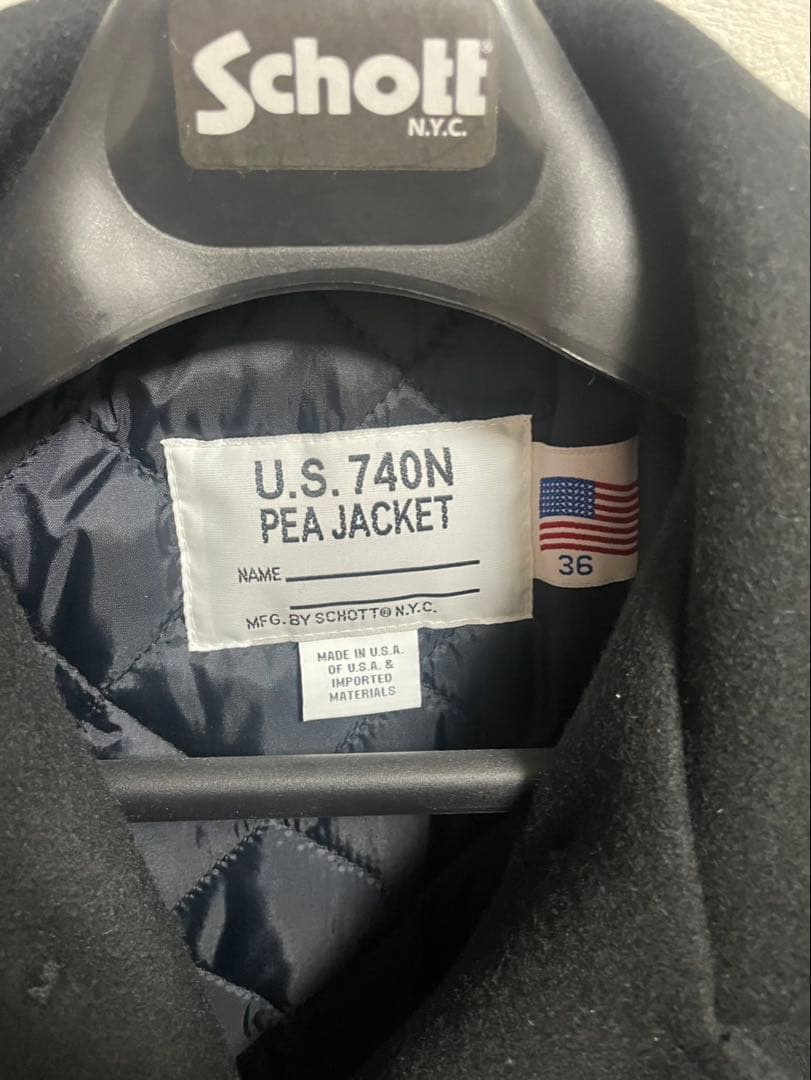 Schott®
N.Y.C.
U.S. 740N
PEA JACKET
NAME
MFG. BY SCHOTT® N.Y.C.
36
MADE IN U.S.A.
OF U.S.A. &
IMPORTED
MATERIALS